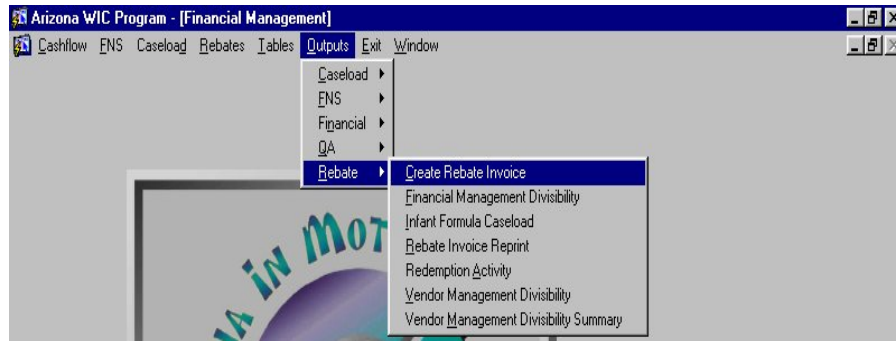 Arizona WIC Program - [Financial Management]
Cashflow FNS Caseload Rebates Tables Outputs Exit Window
Caseload
FNS
Financial
QA
Rebate
Create Rebate Invoice
Financial Management Divisibility
Infant Formula Caseload
Rebate Invoice Reprint
Redemption Activity
Vendor Management Divisibility
Vendor Management Divisibility Summary
IN MOT